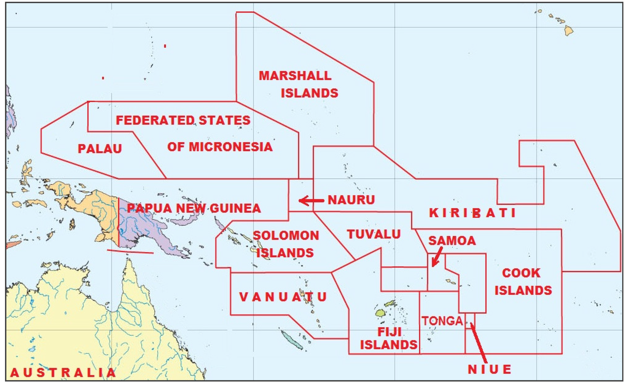 MARSHALL
ISLANDS
FEDERATED STATES
OF MICRONESIA
PALAU
PAPUA NEW GUINEA
NAURU
KIRIBATI
SOLOMON
ISLANDS
TUVALU
SAMOA
COOK
ISLANDS
VANUATU
FIJI
ISLANDS
TONGA
NIUE
AUSTRALIA